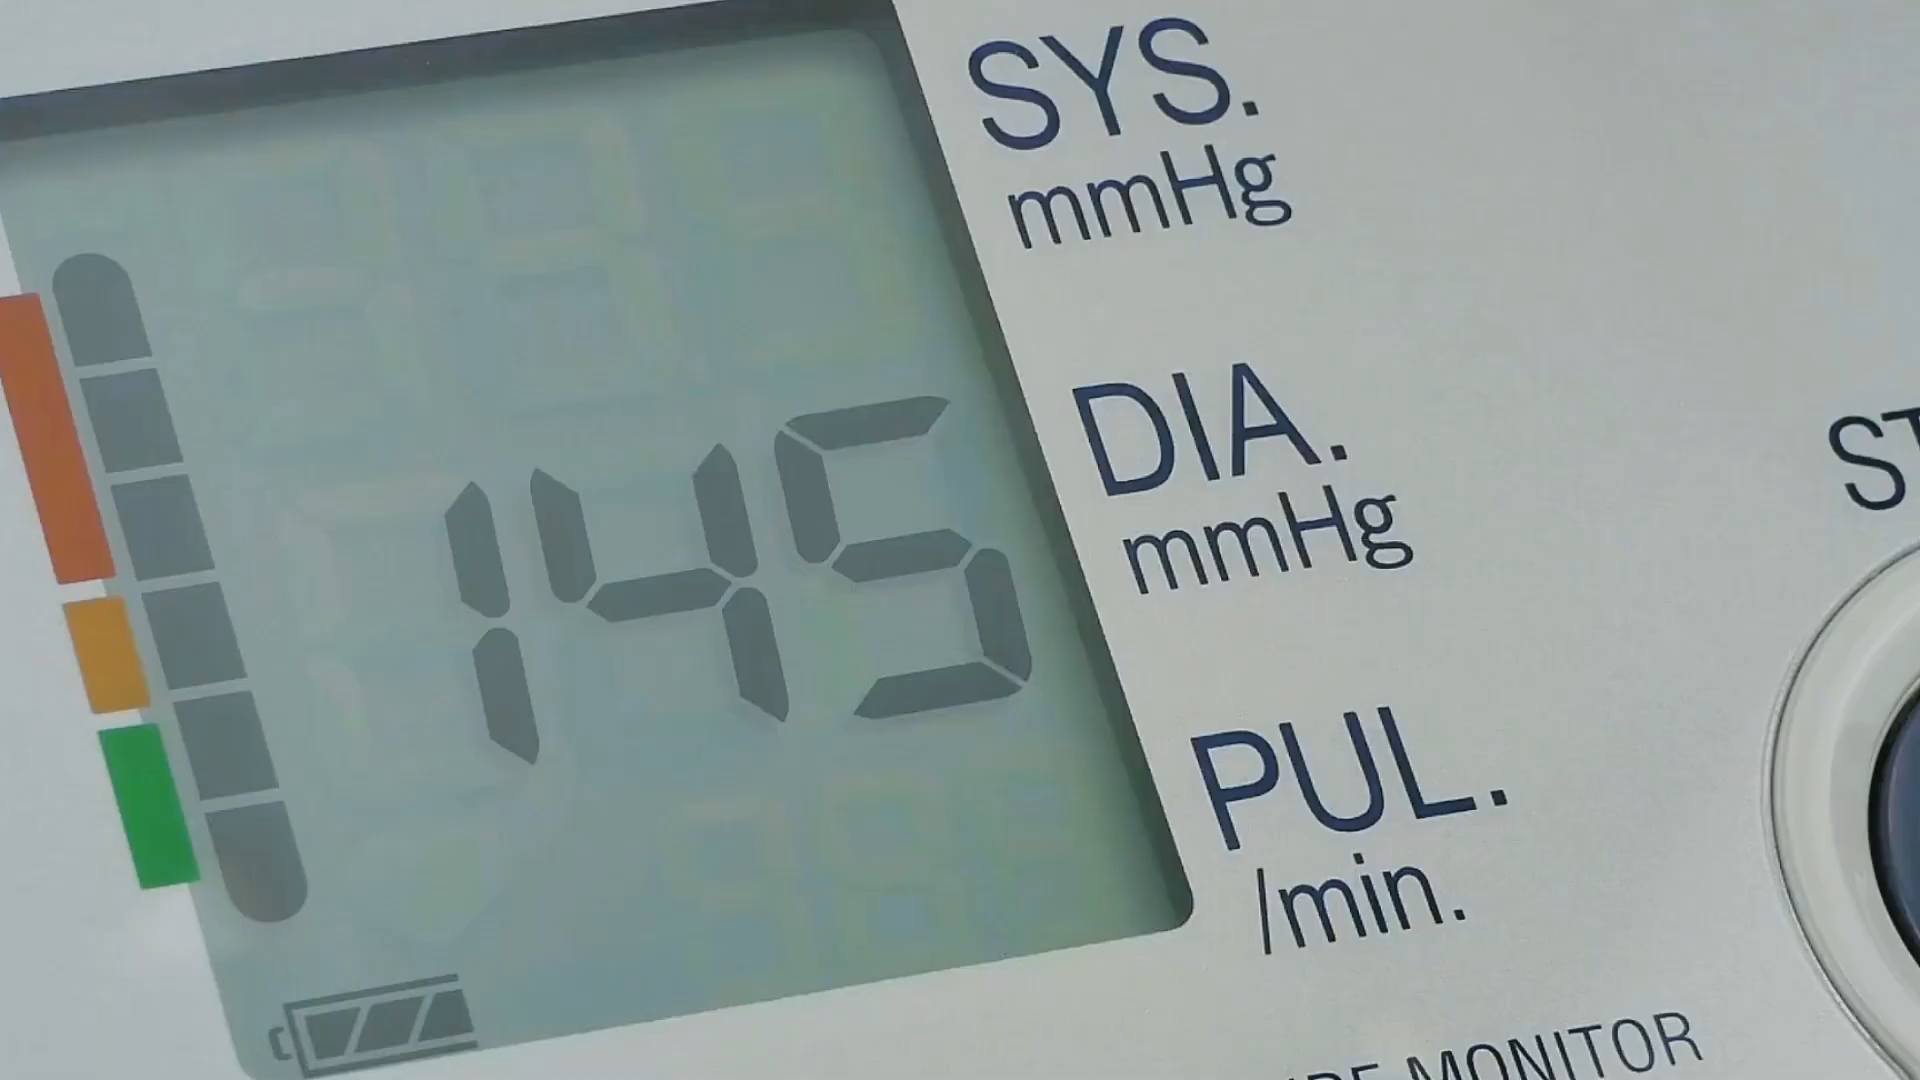 SYS.
mmHg
145
DIA.
mmHg
PUL.
/min.
MONITOR